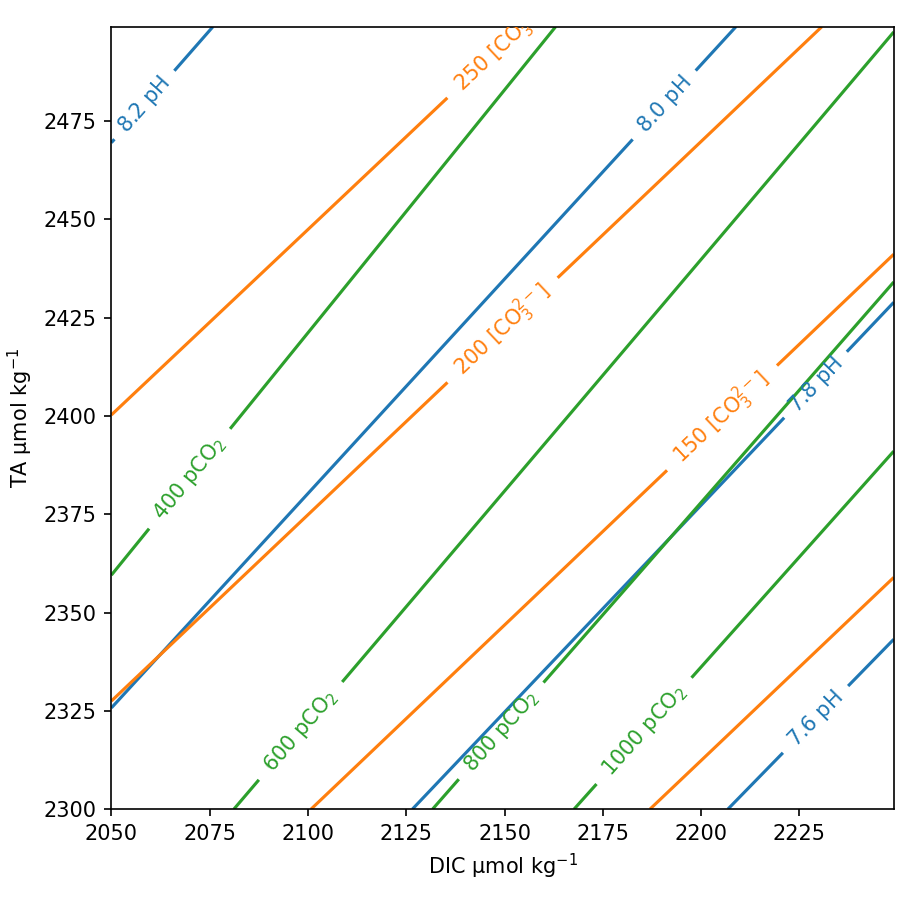 250 [CO₃
8.2 pH
8.0 pH
2475
2450
2425
200 [CO₃²⁻]
2400
150 [CO₃²⁻]
7.8 pH
400 pCO₂
2375
2350
2325
600 pCO₂
800 pCO₂
1000 pCO₂
7.6 pH
2300
TA μmol kg⁻¹
2050 2075 2100 2125 2150 2175 2200 2225
DIC μmol kg⁻¹